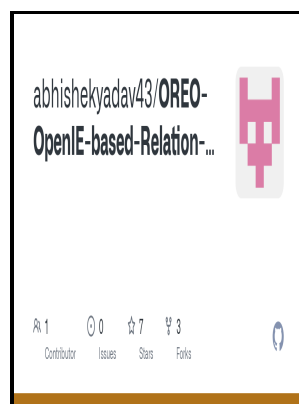 abhishekyadav43/OREO-
OpenIE-based-Relation-...
1 0 7 3
Contributor Issues Stars Forks